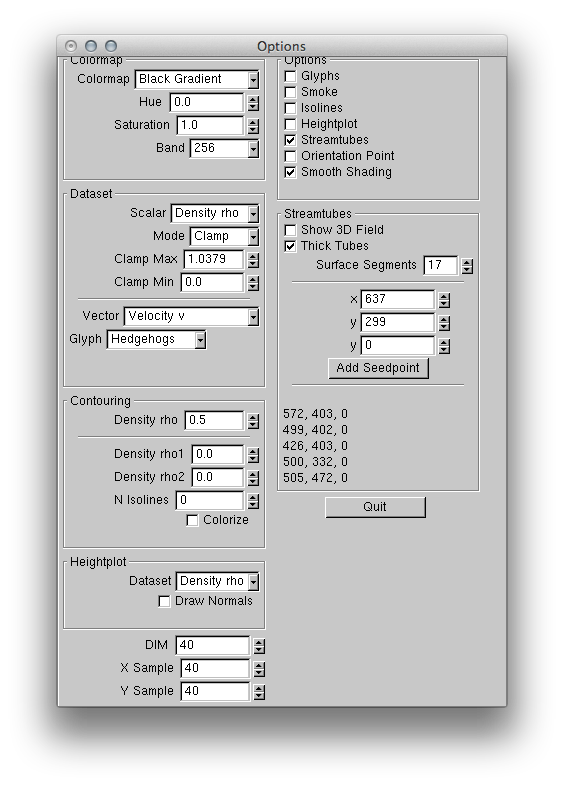 Options
Colormap
Colormap Black Gradient
Hue 0.0
Saturation 1.0
Band 256
Dataset
Scalar Density rho
Mode Clamp
Clamp Max 1.0379
Clamp Min 0.0
Vector Velocity v
Glyph Hedgehogs
Contouring
Density rho 0.5
Density rho1 0.0
Density rho2 0.0
N Isolines 0
Colorize
Heightplot
Dataset Density rho
Draw Normals
DIM 40
X Sample 40
Y Sample 40
Options
Glyphs
Smoke
Isolines
Heightplot
Streamtubes
Orientation Point
Smooth Shading
Streamtubes
Show 3D Field
Thick Tubes
Surface Segments 17
x 637
y 299
y 0
Add Seedpoint
572, 403, 0
499, 402, 0
426, 403, 0
500, 332, 0
505, 472, 0
Quit